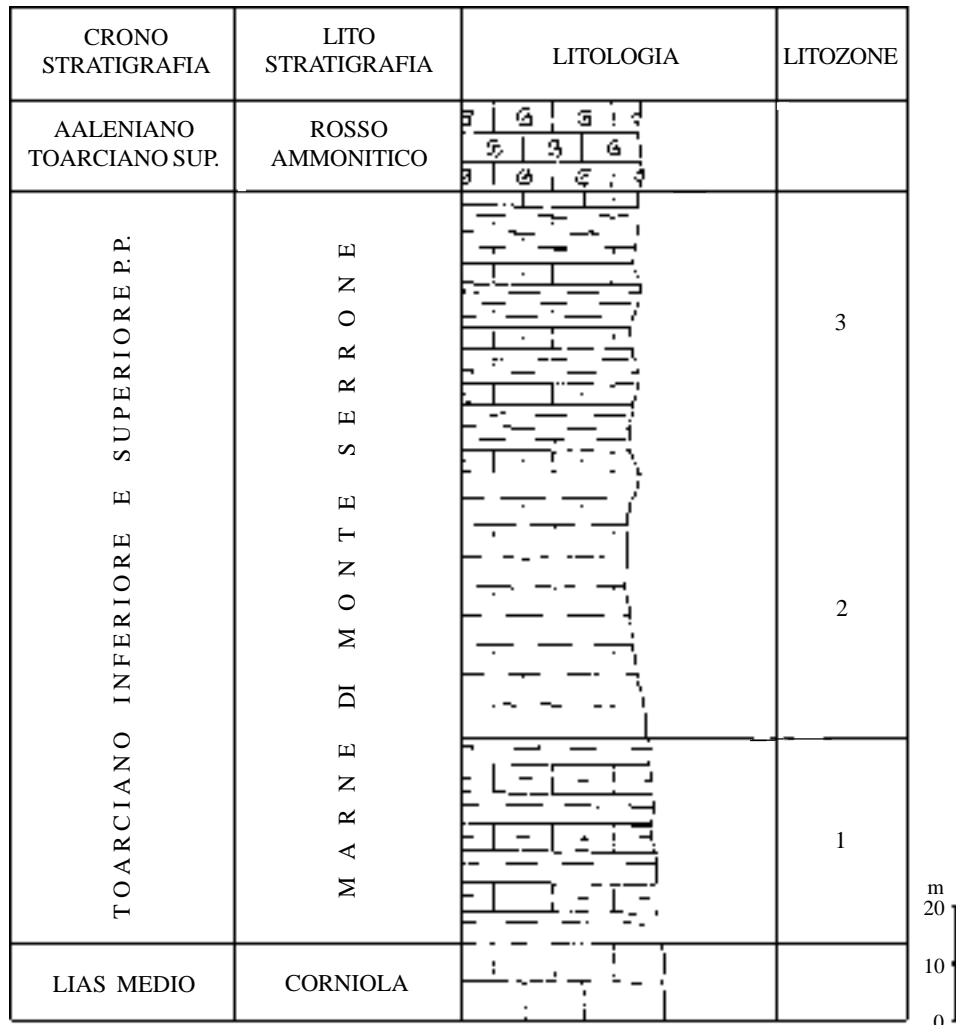 CRONO
STRATIGRAFIA
LITO
STRATIGRAFIA
LITOLOGIA
LITOZONE
AALENIANO
TOARCIANO SUP.
ROSSO
AMMONITICO
TOARCIANO INFERIORE E SUPERIORE P.P.
MARNE DI MONTE SERRONE
3
2
1
LIAS MEDIO
CORNIOLA
m
20
10
0